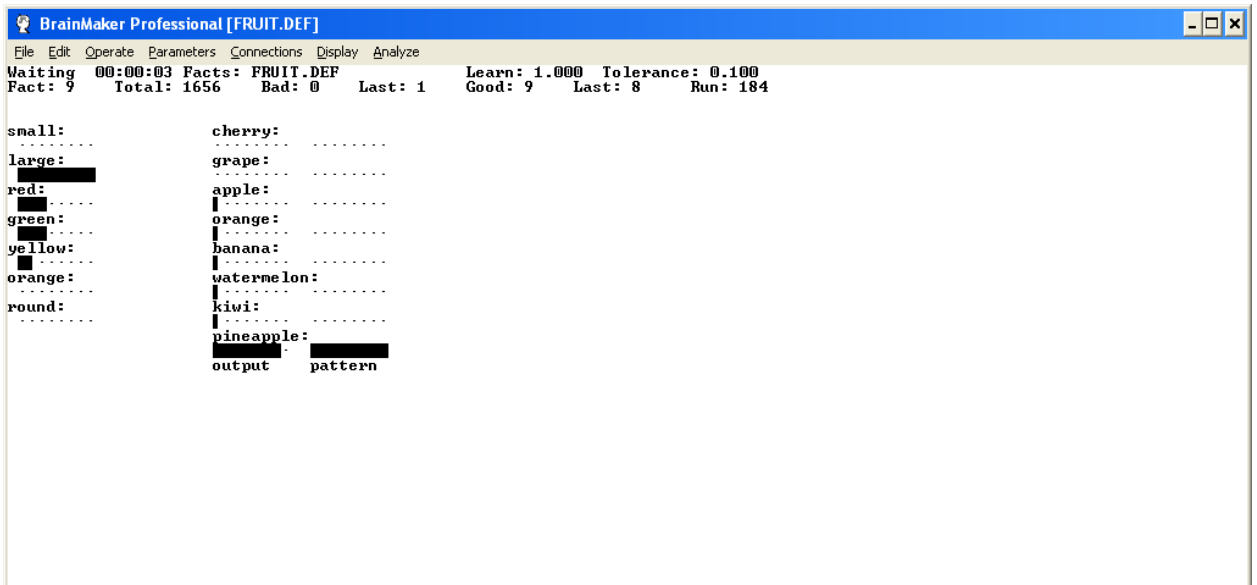 BrainMaker Professional [FRUIT.DEF]
File Edit Operate Parameters Connections Display Analyze
Waiting 00:00:03 Facts: FRUIT.DEF Learn: 1.000 Tolerance: 0.100
Fact: 9 Total: 1656 Bad: 0 Last: 1 Good: 9 Last: 8 Run: 184
small: cherry:
large: grape:
red: apple:
green: orange:
yellow: banana:
orange: watermelon:
round: kiwi:
pineapple:
output pattern